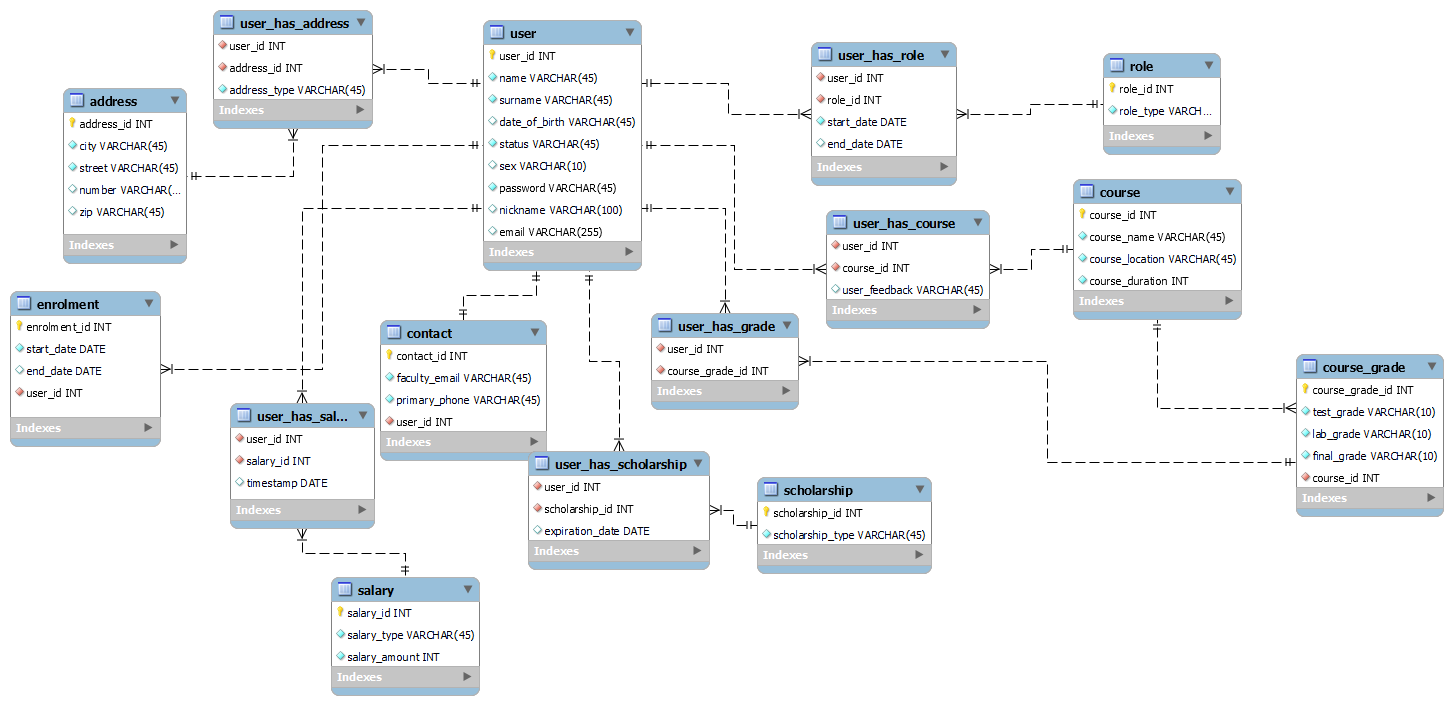 user_has_address
user_id INT
address_id INT
address_type VARCHAR(45)
Indexes
user
user_id INT
name VARCHAR(45)
surname VARCHAR(45)
date_of_birth VARCHAR(45)
status VARCHAR(45)
sex VARCHAR(10)
password VARCHAR(45)
nickname VARCHAR(100)
email VARCHAR(255)
Indexes
user_has_role
user_id INT
role_id INT
start_date DATE
end_date DATE
Indexes
role
role_id INT
role_type VARCH...
Indexes
address
address_id INT
city VARCHAR(45)
street VARCHAR(45)
number VARCHAR(...
zip VARCHAR(45)
Indexes
course
course_id INT
course_name VARCHAR(45)
course_location VARCHAR(45)
course_duration INT
Indexes
user_has_course
user_id INT
course_id INT
user_feedback VARCHAR(45)
Indexes
enrolment
enrolment_id INT
start_date DATE
end_date DATE
user_id INT
Indexes
contact
contact_id INT
faculty_email VARCHAR(45)
primary_phone VARCHAR(45)
user_id INT
Indexes
user_has_grade
user_id INT
course_grade_id INT
Indexes
course_grade
course_grade_id INT
test_grade VARCHAR(10)
lab_grade VARCHAR(10)
final_grade VARCHAR(10)
course_id INT
Indexes
user_has_sal...
user_id INT
salary_id INT
timestamp DATE
Indexes
user_has_scholarship
user_id INT
scholarship_id INT
expiration_date DATE
Indexes
scholarship
scholarship_id INT
scholarship_type VARCHAR(45)
Indexes
salary
salary_id INT
salary_type VARCHAR(45)
salary_amount INT
Indexes